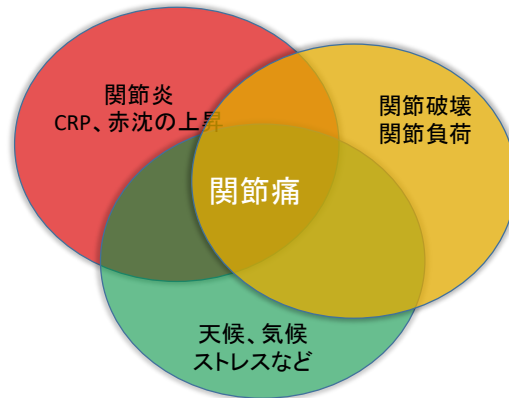 関節炎
CRP、赤沈の上昇
関節破壊
関節負荷
関節痛
天候、気候
ストレスなど